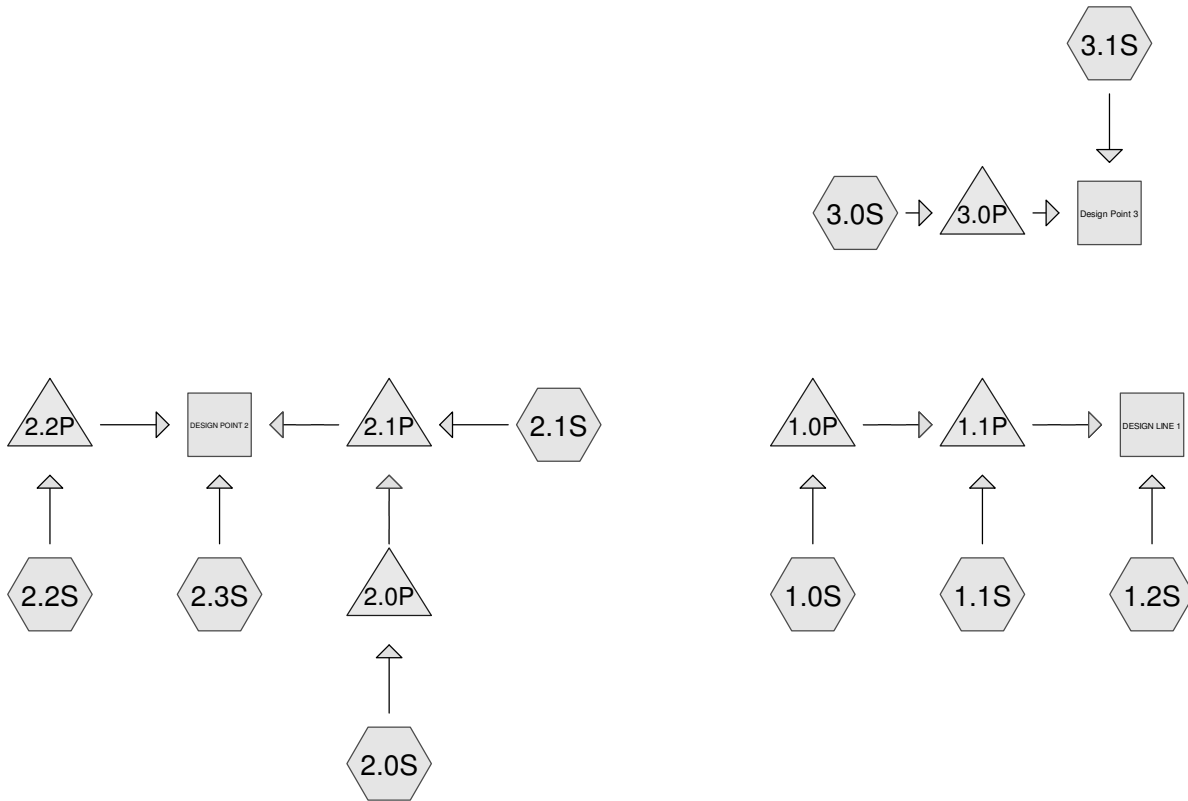 3.1S
3.0S
3.0P
Design Point 3
2.2P
DESIGN POINT 2
2.1P
2.1S
1.0P
1.1P
DESIGN LINE 1
2.2S
2.3S
2.0P
1.0S
1.1S
1.2S
2.0S